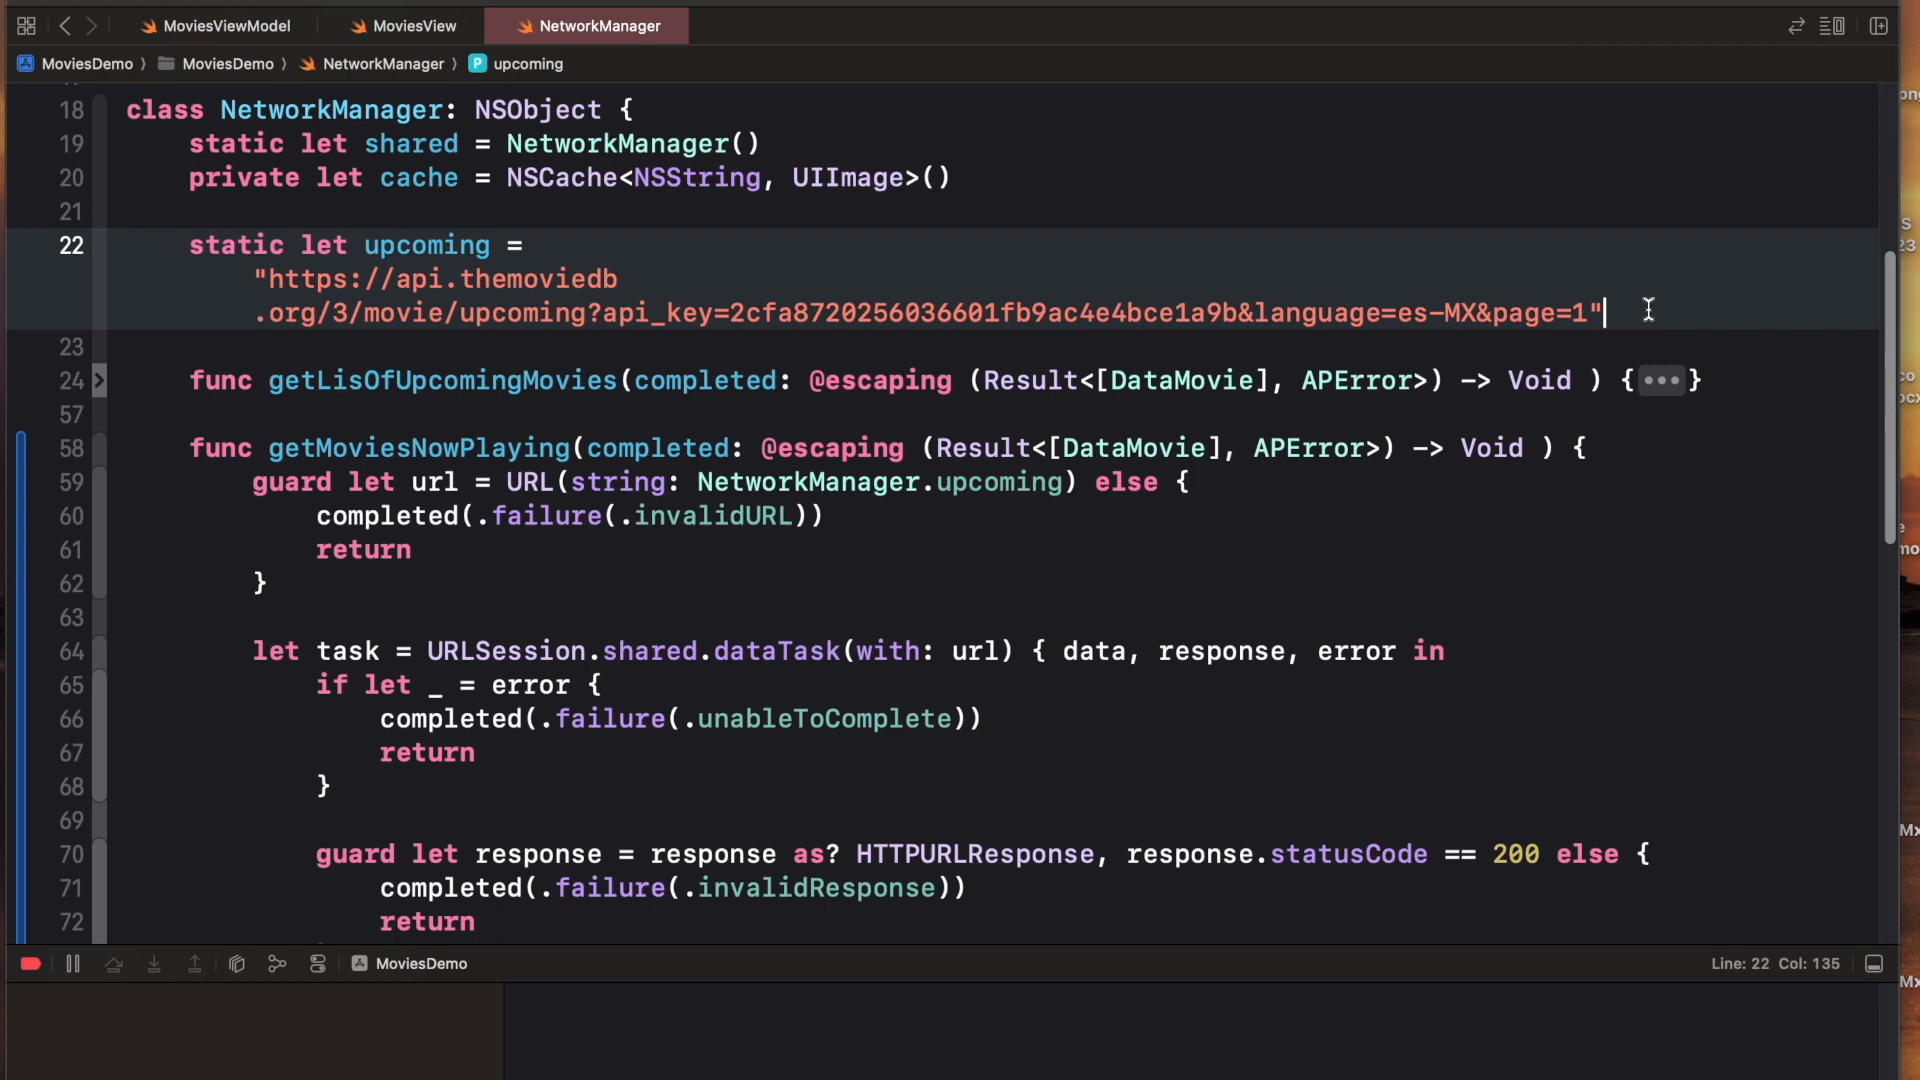 MoviesViewModel MoviesView NetworkManager
MoviesDemo MoviesDemo NetworkManager P upcoming
18 class NetworkManager: NSObject {
19 static let shared = NetworkManager()
20 private let cache = NSCache<NSString, UIImage>()
21
22 static let upcoming =
"https://api.themoviedb
.org/3/movie/upcoming?api_key=2cfa8720256036601fb9ac4e4bce1a9b&language=es-MX&page=1"
23
24 func getLisOfUpcomingMovies(completed: @escaping (Result<[DataMovie], APError>) -> Void ) {•••}
57
58 func getMoviesNowPlaying(completed: @escaping (Result<[DataMovie], APError>) -> Void ) {
59 guard let url = URL(string: NetworkManager.upcoming) else {
60 completed(.failure(.invalidURL))
61 return
62 }
63
64 let task = URLSession.shared.dataTask(with: url) { data, response, error in
65 if let _ = error {
66 completed(.failure(.unableToComplete))
67 return
68 }
69
70 guard let response = response as? HTTPURLResponse, response.statusCode == 200 else {
71 completed(.failure(.invalidResponse))
72 return
MoviesDemo Line: 22 Col: 135